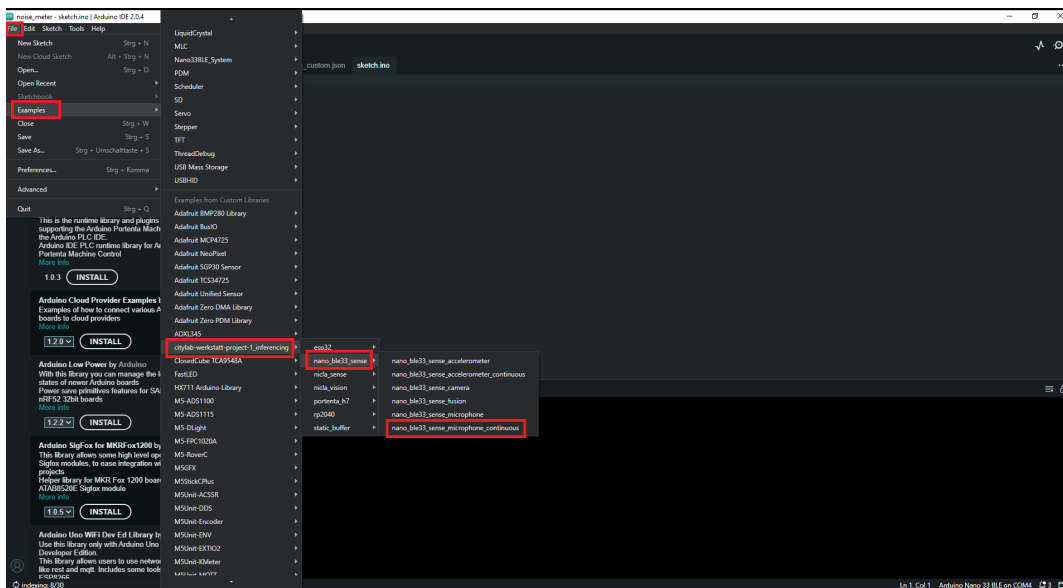 noise_meter - sketch.ino | Arduino IDE 2.0.4
File Edit Sketch Tools Help
New Sketch Strg + N
New Cloud Sketch Alt + Strg + N
Open... Strg + O
Open Recent
Sketchbook
Examples
Close Strg + W
Save Strg + S
Save As... Strg + Umschalttaste + S
Preferences... Strg + Komma
Advanced
Quit Strg + Q
This is the runtime library and plugins
supporting the Arduino Portenta Mach
the Arduino PLC IDE.
Arduino IDE PLC runtime library for A
Portenta Machine Control
More info
1.0.3 INSTALL
Arduino Cloud Provider Examples
Examples of how to connect various A
boards to cloud providers
More info
1.2.0 INSTALL
Arduino Low Power by Arduino
With this library you can manage the l
states of newer Arduino boards
Power save primitives features for SA
nRF52 32bit boards
More info
1.2.2 INSTALL
Arduino SigFox for MKRFox1200 by
This library allows some high level ope
Sigfox modules, to ease integration wi
projects
Helper library for MKR Fox 1200 boar
ATAB8520E Sigfox module
More info
1.0.5 INSTALL
Arduino Uno WiFi Dev Ed Library by
Use this library only with Arduino Uno
Developer Edition.
This library allows users to use netwo
like rest and mqtt. Includes some tools
ESP8266
indexing: 8/30
LiquidCrystal
MLC
Nano33BLE_System
PDM
Scheduler
SD
Servo
Stepper
TFT
ThreadDebug
USB Mass Storage
USBHID
Examples from Custom Libraries
Adafruit BMP280 Library
Adafruit BusIO
Adafruit MCP4725
Adafruit NeoPixel
Adafruit SGP30 Sensor
Adafruit TCS34725
Adafruit Unified Sensor
Adafruit Zero DMA Library
Adafruit Zero PDM Library
ADXL345
citylab-werkstatt-project-1_inferencing
ClosedCube TCA9548A
FastLED
HX711 Arduino Library
M5-ADS1100
M5-ADS1115
M5-DLight
M5-FPC1020A
M5-RoverC
M5GFX
M5StickCPlus
M5Unit-ACSSR
M5Unit-DDS
M5Unit-Encoder
M5Unit-ENV
M5Unit-EXTIO2
M5Unit-KMeter
M5Unit-MQTT
esp32
nano_ble33_sense
nicla_sense
nicla_vision
portenta_h7
rp2040
static_buffer
nano_ble33_sense_accelerometer
nano_ble33_sense_accelerometer_continuous
nano_ble33_sense_camera
nano_ble33_sense_fusion
nano_ble33_sense_microphone
nano_ble33_sense_microphone_continuous
_custom.json sketch.ino
Ln 1, Col 1 Arduino Nano 33 BLE on COM4 3